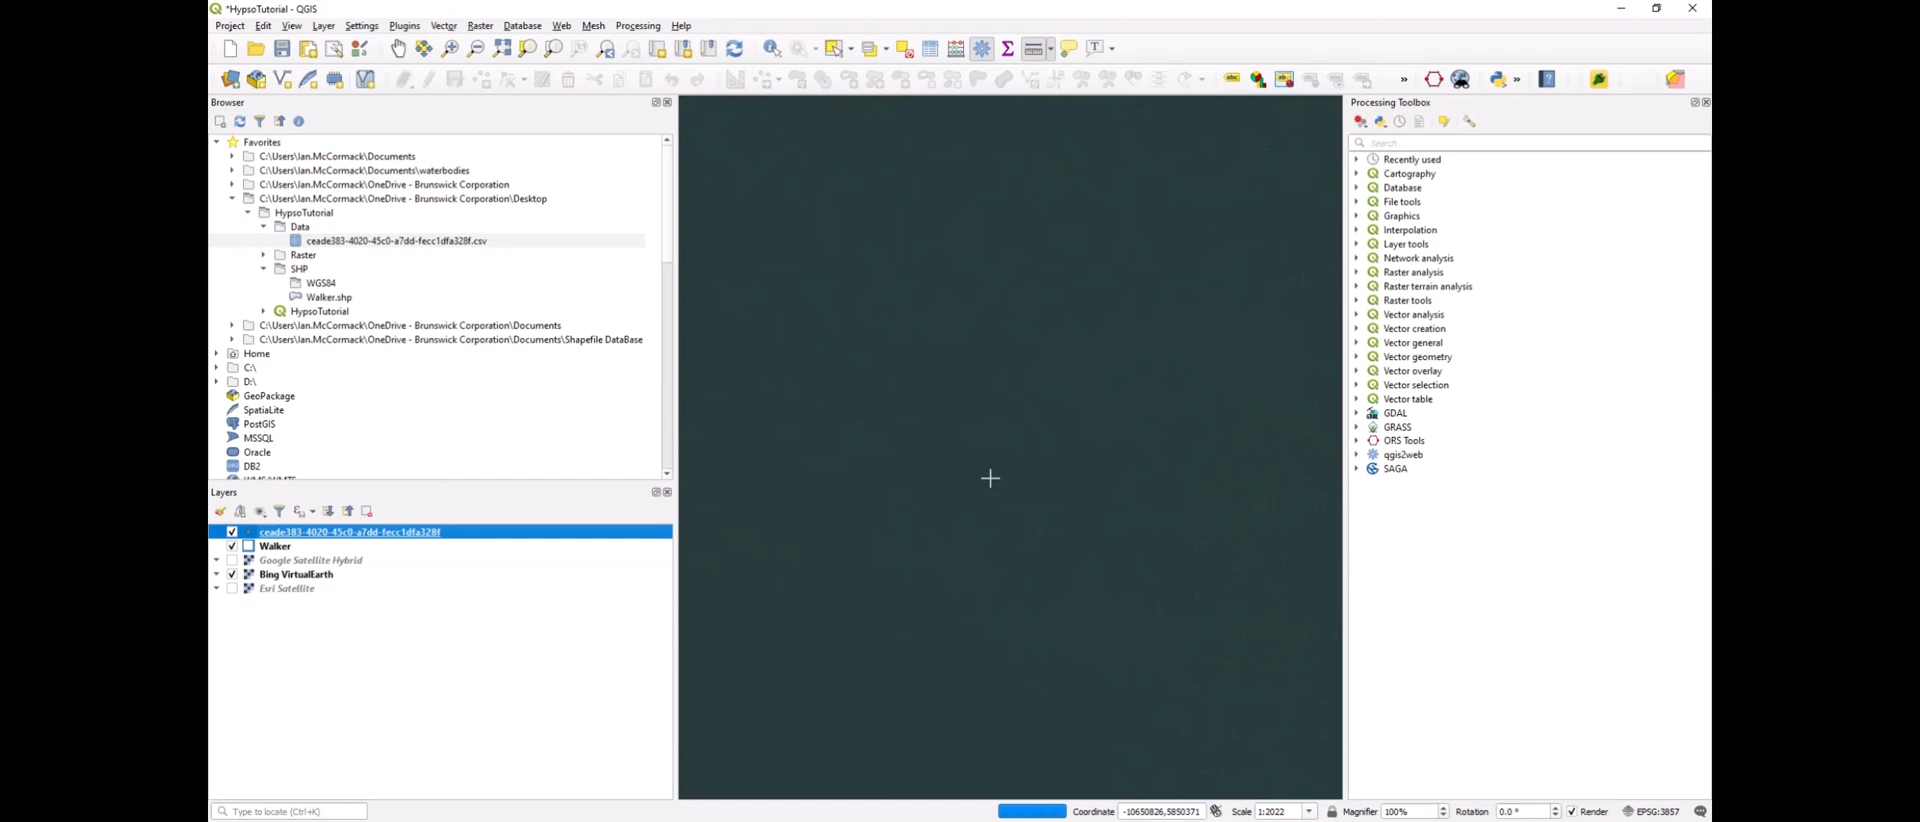 *HypsoTutorial - QGIS
Project Edit View Layer Settings Plugins Vector Raster Database Web Mesh Processing Help
Browser
Favorites
C:\Users\Ian.McCormack\Documents
C:\Users\Ian.McCormack\Documents\waterbodies
C:\Users\Ian.McCormack\OneDrive - Brunswick Corporation
C:\Users\Ian.McCormack\OneDrive - Brunswick Corporation\Desktop
HypsoTutorial
Data
ceade383-4020-45c0-a7dd-fecc1dfa328f.csv
Raster
SHP
WGS84
Walker.shp
HypsoTutorial
C:\Users\Ian.McCormack\OneDrive - Brunswick Corporation\Documents
C:\Users\Ian.McCormack\OneDrive - Brunswick Corporation\Documents\Shapefile DataBase
Home
C:\
D:\
GeoPackage
SpatiaLite
PostGIS
MSSQL
Oracle
DB2
Layers
ceade383-4020-45c0-a7dd-fecc1dfa328f
Walker
Google Satellite Hybrid
Bing VirtualEarth
Esri Satellite
Processing Toolbox
Search
Recently used
Cartography
Database
File tools
Graphics
Interpolation
Layer tools
Network analysis
Raster analysis
Raster terrain analysis
Raster tools
Vector analysis
Vector creation
Vector general
Vector geometry
Vector overlay
Vector selection
Vector table
GDAL
GRASS
ORS Tools
qgis2web
SAGA
Type to locate (Ctrl+K)
Coordinate -10650826,5850371 Scale 1:2022 Magnifier 100% Rotation 0.0 ° Render EPSG:3857